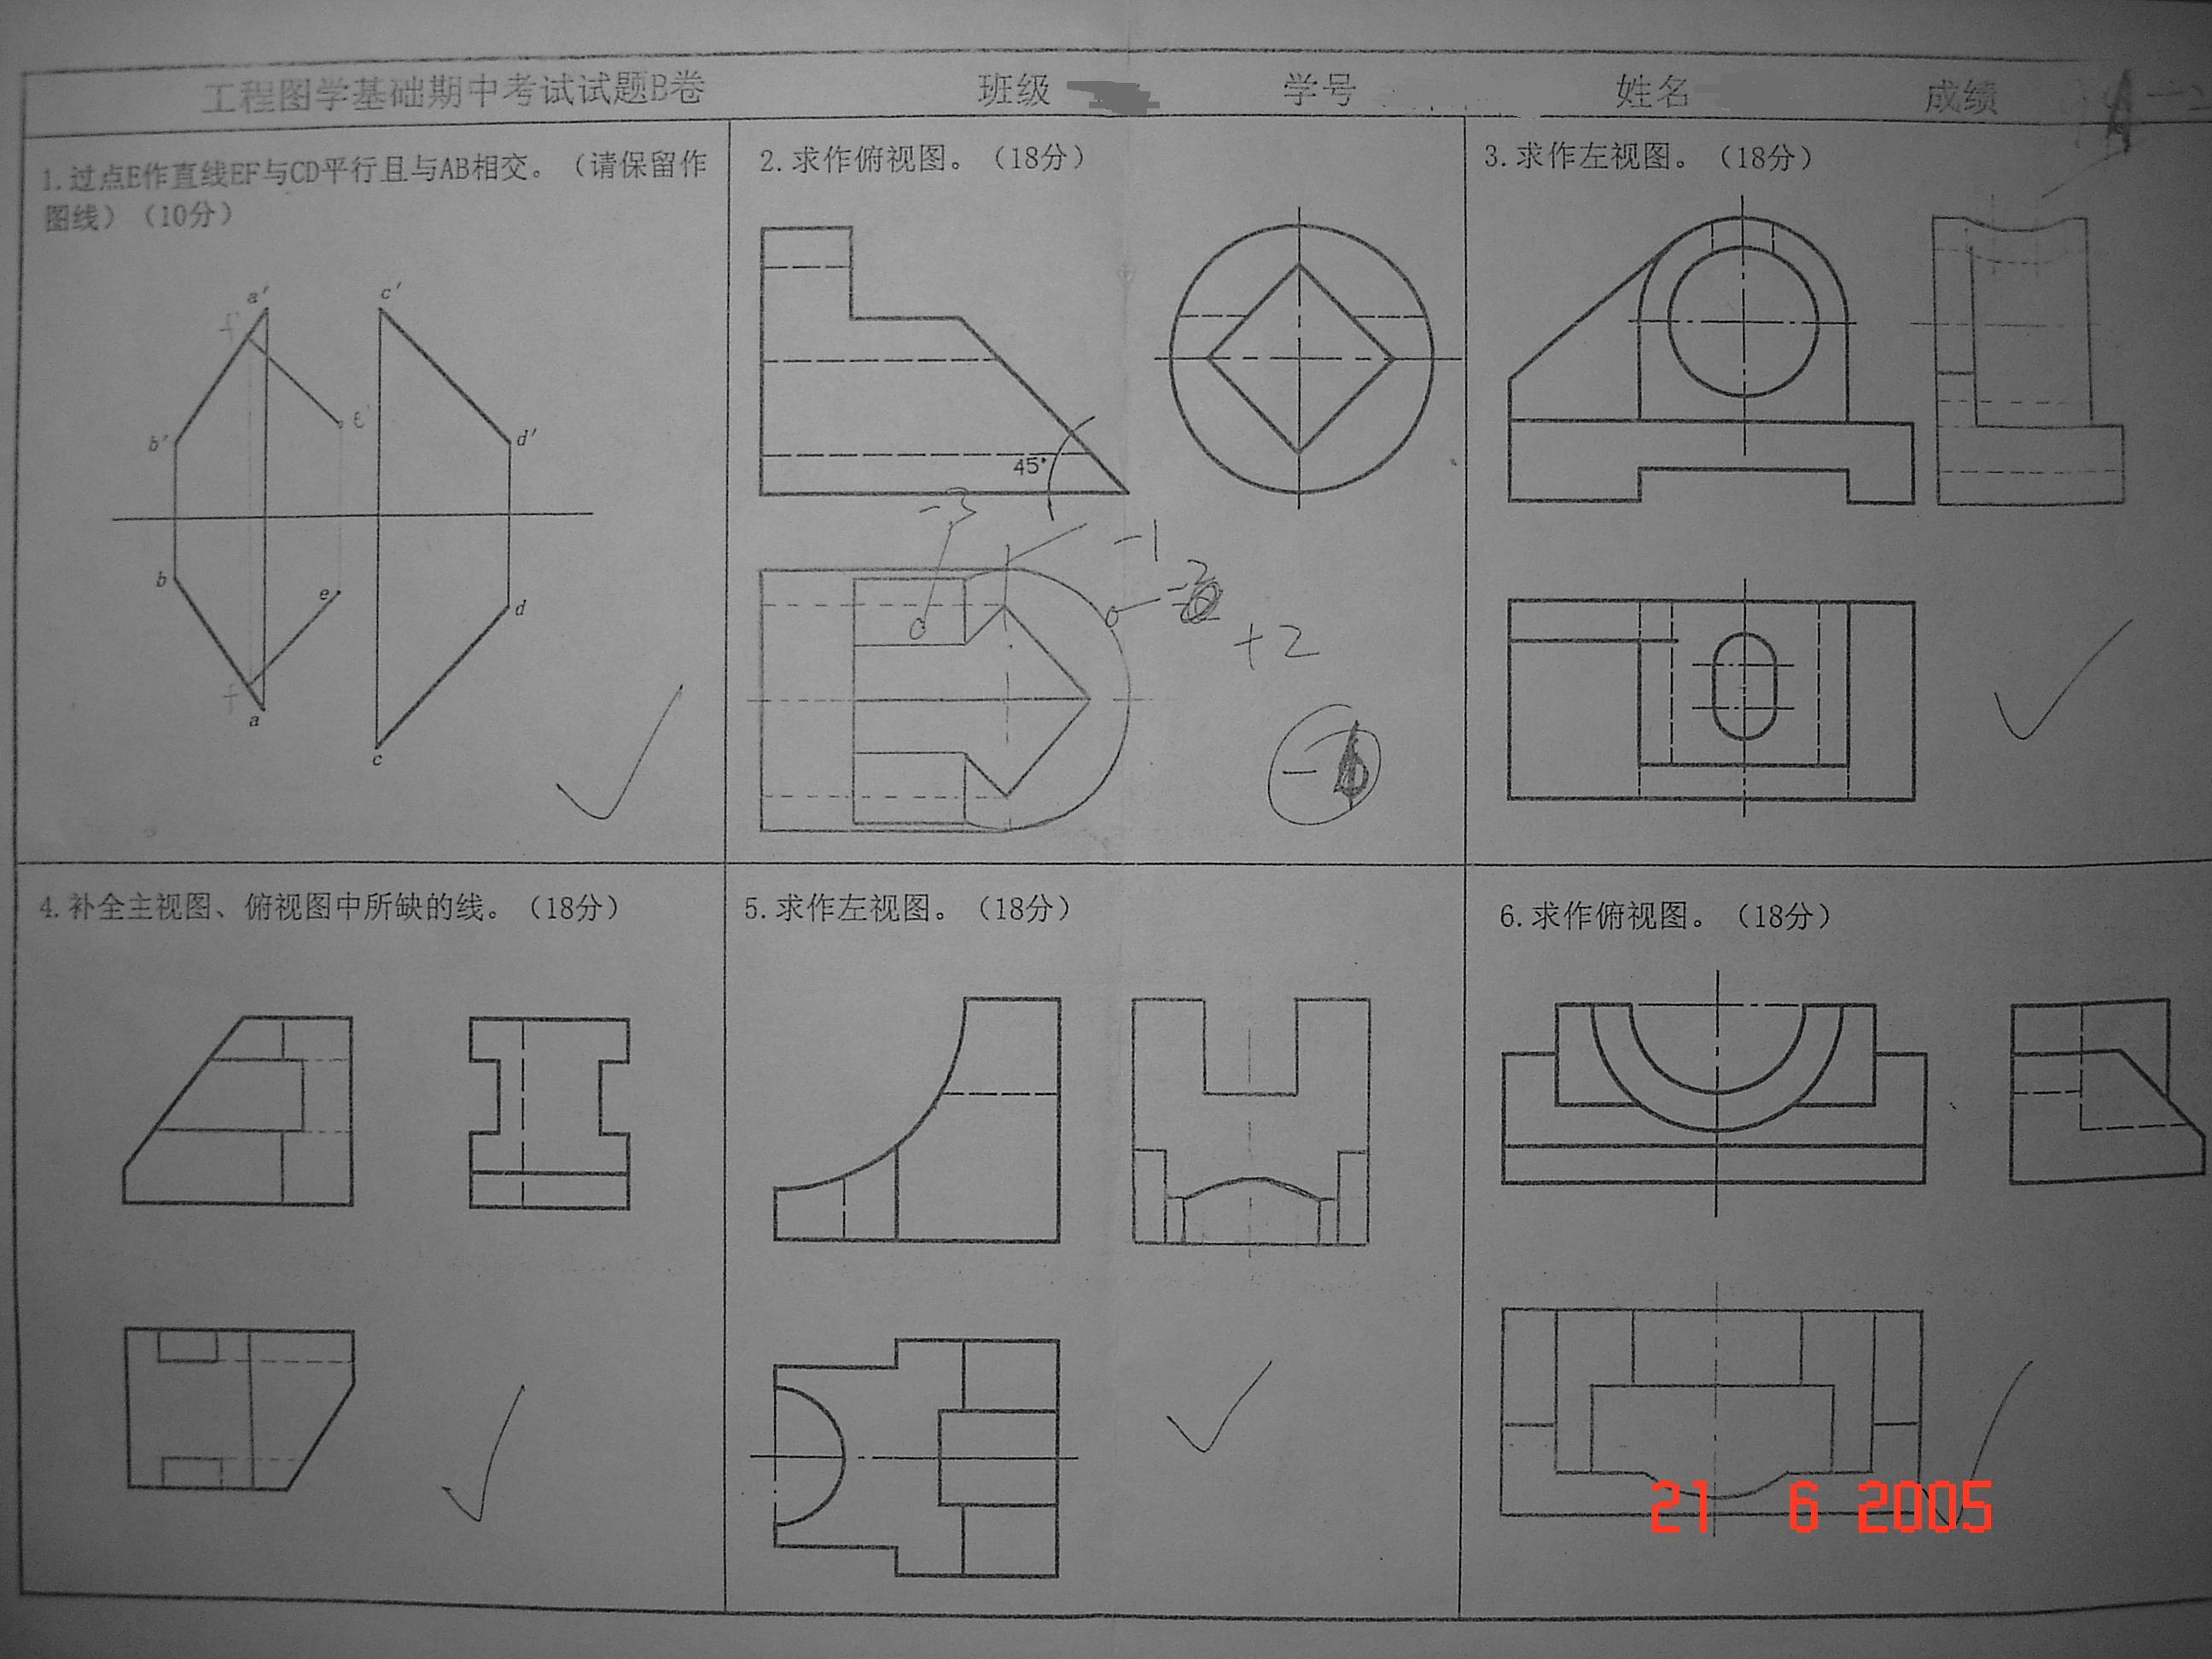 工程图学基础期中考试试题B卷 班级 学号 姓名 成绩
1.过点E作直线EF与CD平行且与AB相交。（请保留作
图线）（10分）
a'
c'
f'
e'
b'
d'
b
e
d
f
a
c
2.求作俯视图。（18分）
45°
-3
-1
+2
3.求作左视图。（18分）
4.补全主视图、俯视图中所缺的线。（18分）
5.求作左视图。（18分）
6.求作俯视图。（18分）
21 6 2005